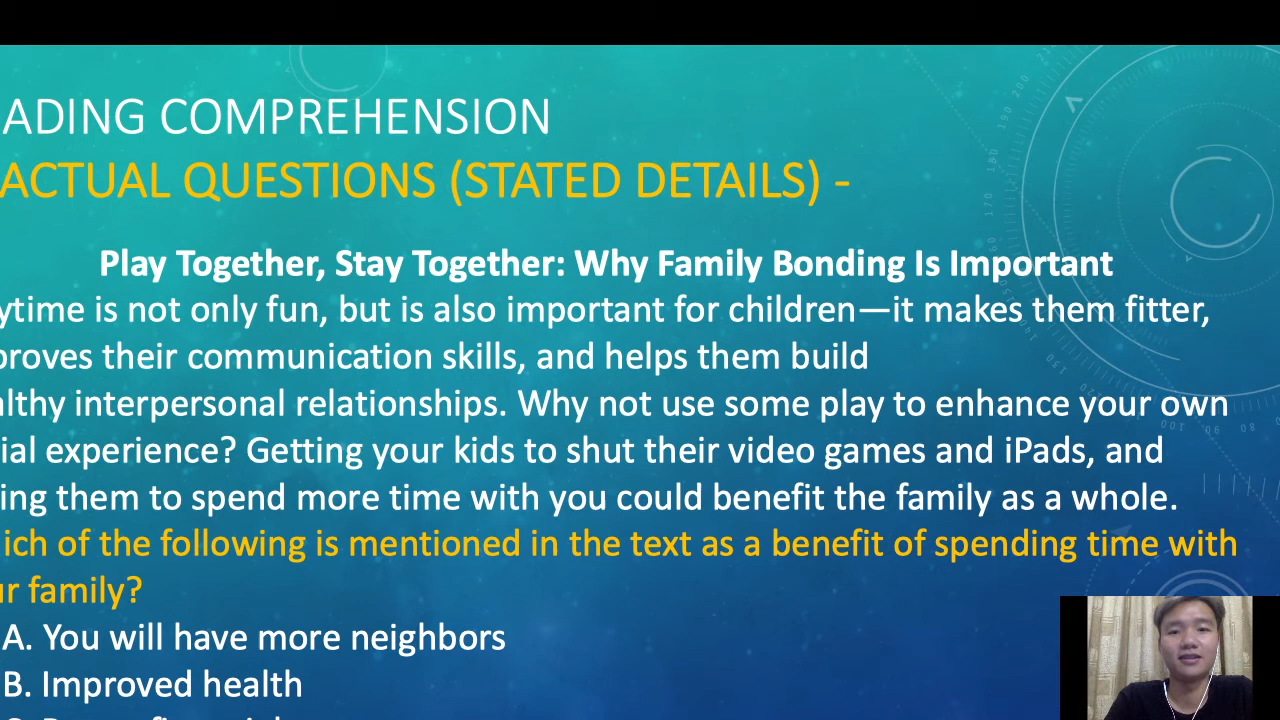 ADING COMPREHENSION
ACTUAL QUESTIONS (STATED DETAILS) -
Play Together, Stay Together: Why Family Bonding Is Important
ytime is not only fun, but is also important for children—it makes them fitter,
proves their communication skills, and helps them build
lthy interpersonal relationships. Why not use some play to enhance your own
ial experience? Getting your kids to shut their video games and iPads, and
ing them to spend more time with you could benefit the family as a whole.
ich of the following is mentioned in the text as a benefit of spending time with
ur family?
A. You will have more neighbors
B. Improved health